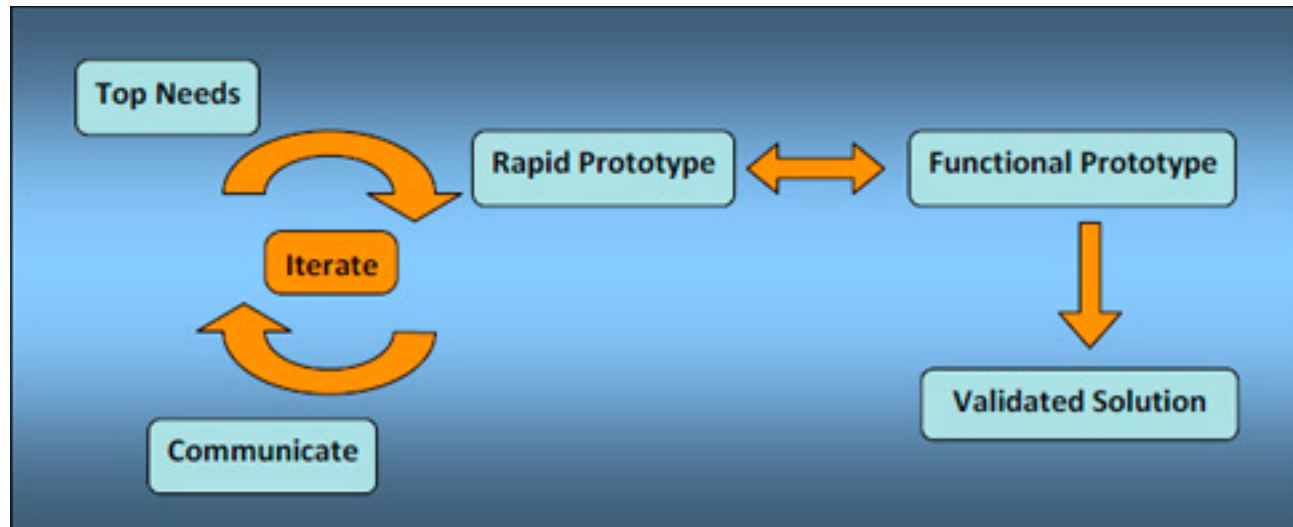 Top Needs
Rapid Prototype
Functional Prototype
Iterate
Validated Solution
Communicate